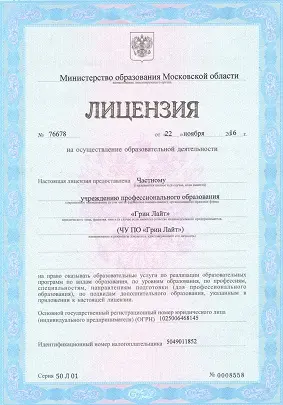 Министерство образования Московской области
ЛИЦЕНЗИЯ
№ 76678 от «22 » ноября 2016 г.
на осуществление образовательной деятельности
Настоящая лицензия предоставлена Частному
учреждению профессионального образования
(ЧУ ПО «Грин Лайт»)
на право оказывать образовательные услуги по реализации образовательных
программ по видам образования, по уровням образования, по профессиям,
специальностям, направлениям подготовки (для профессионального
образования), по подвидам дополнительного образования, указанным в
приложении к настоящей лицензии.
Основной государственный регистрационный номер юридического лица
(индивидуального предпринимателя) (ОГРН) 1025006468145
Идентификационный номер налогоплательщика 5049011852
Серия 50 Л 01 № 0008558